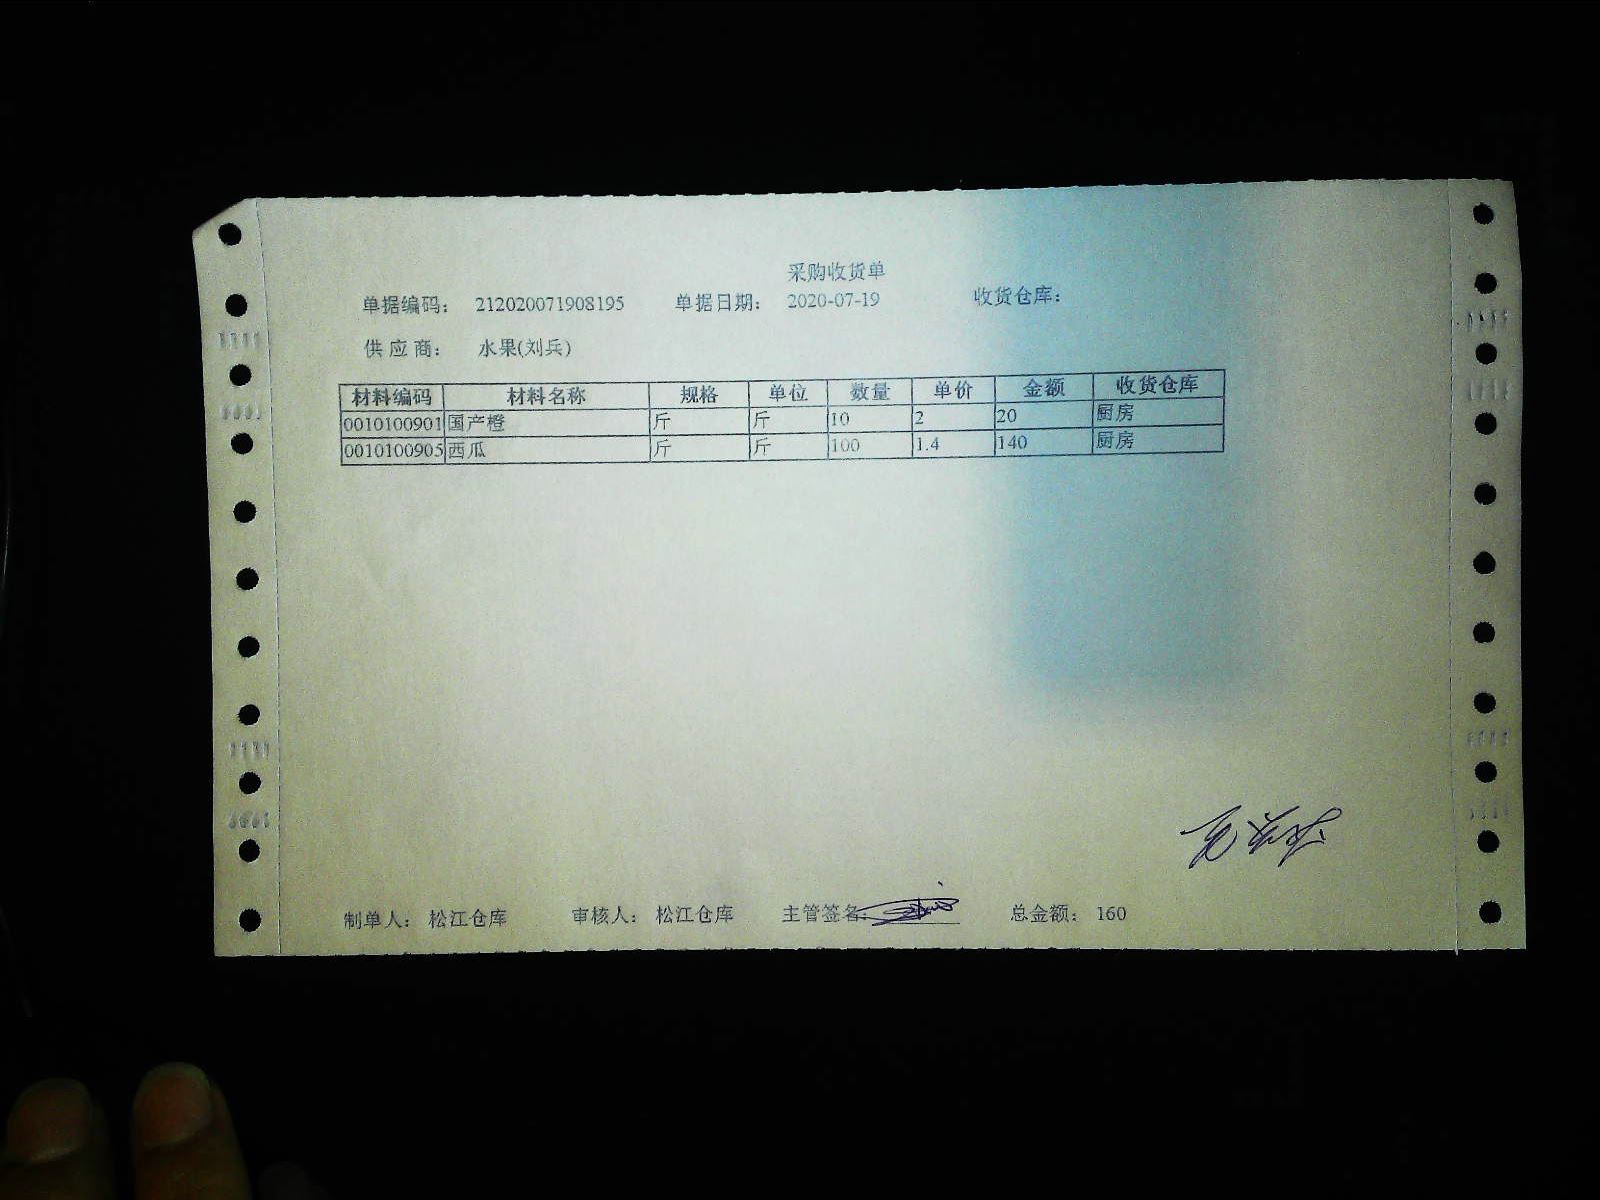 采购收货单
单据编码： 212020071908195 单据日期： 2020-07-19 收货仓库：
供应商： 水果(刘兵)
材料编码 材料名称 规格 单位 数量 单价 金额 收货仓库
0010100901 国产橙 斤 斤 10 2 20 厨房
0010100905 西瓜 斤 斤 100 1.4 140 厨房
制单人： 松江仓库 审核人： 松江仓库 主管签名： 总金额： 160